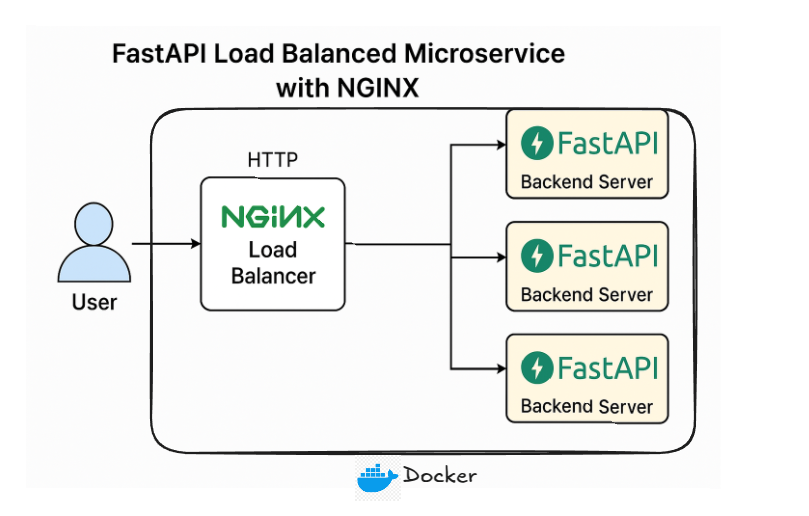 FastAPI Load Balanced Microservice
with NGINX
HTTP
NGINX
Load
Balancer
User
FastAPI
Backend Server
FastAPI
Backend Server
FastAPI
Backend Server
Docker